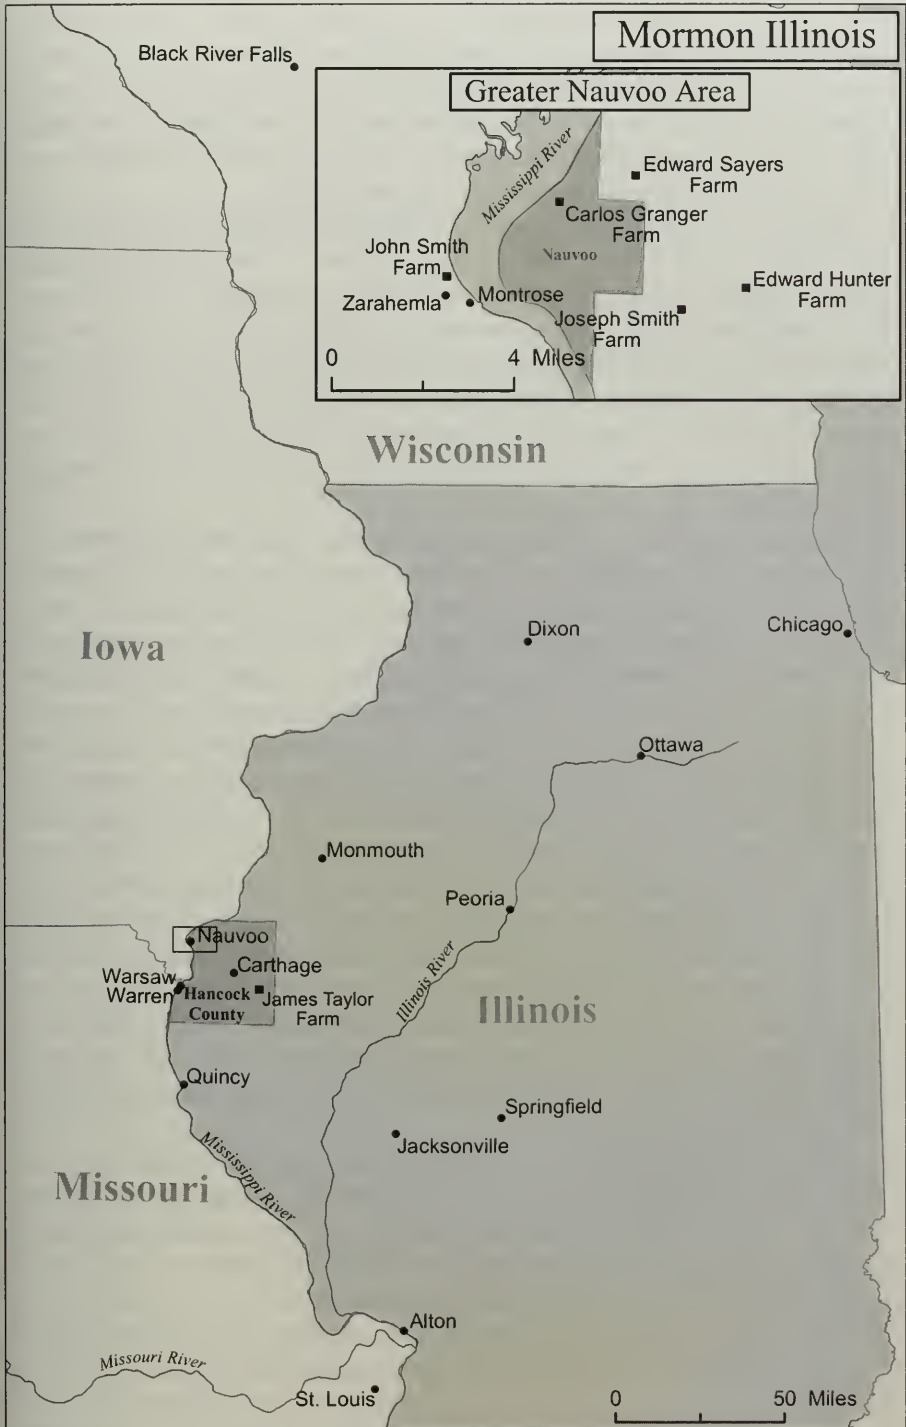 Mormon Illinois
Black River Falls
Greater Nauvoo Area
Mississippi River
Edward Sayers
Farm
Carlos Granger
Farm
Nauvoo
John Smith
Farm
Zarahemla
Montrose
Edward Hunter
Farm
Joseph Smith
Farm
0 4 Miles
Wisconsin
Iowa
Dixon
Chicago
Ottawa
Monmouth
Peoria
Nauvoo
Carthage
Warsaw
Warren
Hancock
County
James Taylor
Farm
Illinois River
Illinois
Quincy
Springfield
Jacksonville
Mississippi River
Missouri
Alton
Missouri River
St. Louis
0 50 Miles